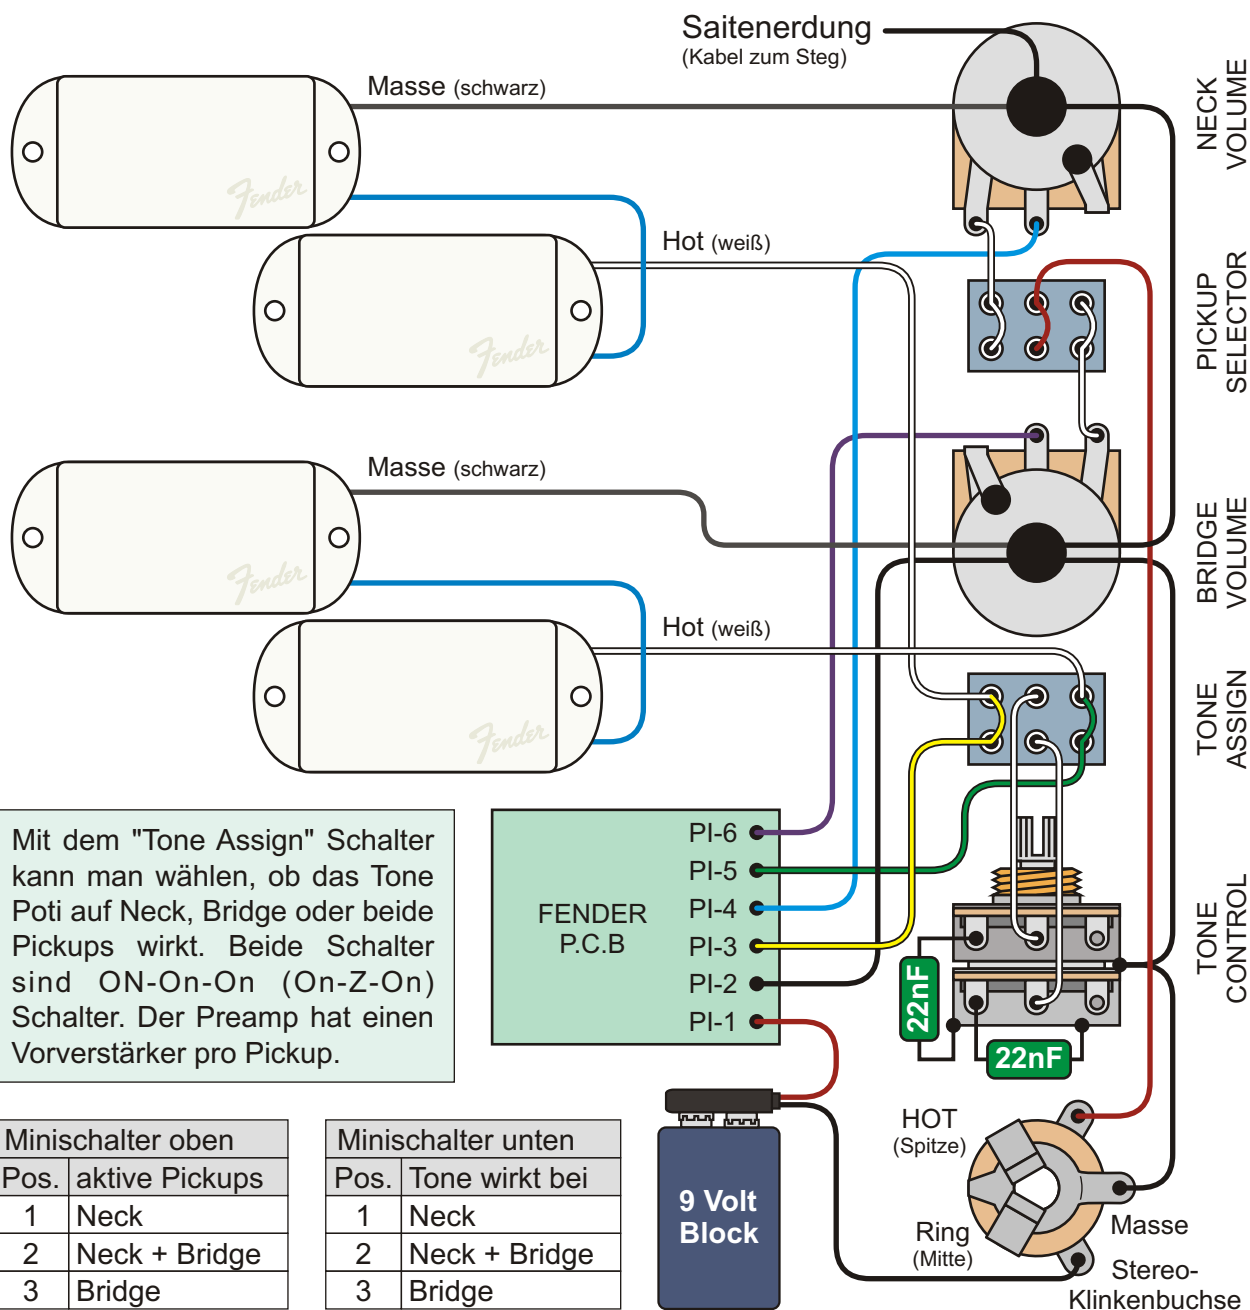 Saitenerdung
(Kabel zum Steg)
Masse (schwarz)
NECK
VOLUME
Fender
Hot (weiß)
PICKUP
SELECTOR
Fender
Masse (schwarz)
BRIDGE
VOLUME
Fender
Hot (weiß)
TONE
ASSIGN
Fender
Mit dem "Tone Assign" Schalter
kann man wählen, ob das Tone
Poti auf Neck, Bridge oder beide
Pickups wirkt. Beide Schalter
sind ON-On-On (On-Z-On)
Schalter. Der Preamp hat einen
Vorverstärker pro Pickup.
FENDER
P.C.B
PI-6
PI-5
PI-4
PI-3
PI-2
PI-1
TONE
CONTROL
22nF
22nF
Minischalter oben
Pos. aktive Pickups
1 Neck
2 Neck + Bridge
3 Bridge
Minischalter unten
Pos. Tone wirkt bei
1 Neck
2 Neck + Bridge
3 Bridge
9 Volt
Block
HOT
(Spitze)
Ring
(Mitte)
Masse
Stereo-
Klinkenbuchse